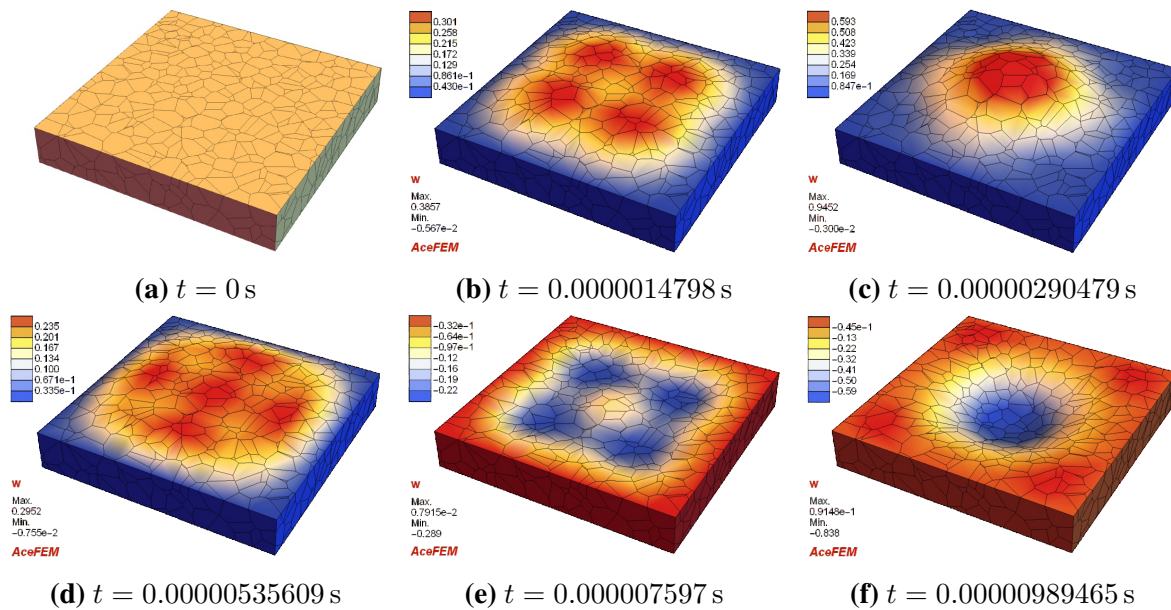 0.301
0.258
0.215
0.172
0.129
0.861e-1
0.430e-1
w
Max.
0.3857
Min.
-0.567e-2
AceFEM
0.593
0.508
0.423
0.339
0.254
0.169
0.847e-1
w
Max.
0.9452
Min.
-0.300e-2
AceFEM
(a) t = 0 s
(b) t = 0.0000014798 s
(c) t = 0.00000290479 s
0.235
0.201
0.167
0.134
0.100
0.671e-1
0.335e-1
w
Max.
0.2952
Min.
-0.755e-2
AceFEM
-0.32e-1
-0.64e-1
-0.97e-1
-0.12
-0.16
-0.19
-0.22
w
Max.
0.7915e-2
Min.
-0.289
AceFEM
-0.45e-1
-0.13
-0.22
-0.32
-0.41
-0.50
-0.59
w
Max.
0.9148e-1
Min.
-0.838
AceFEM
(d) t = 0.00000535609 s
(e) t = 0.000007597 s
(f) t = 0.00000989465 s